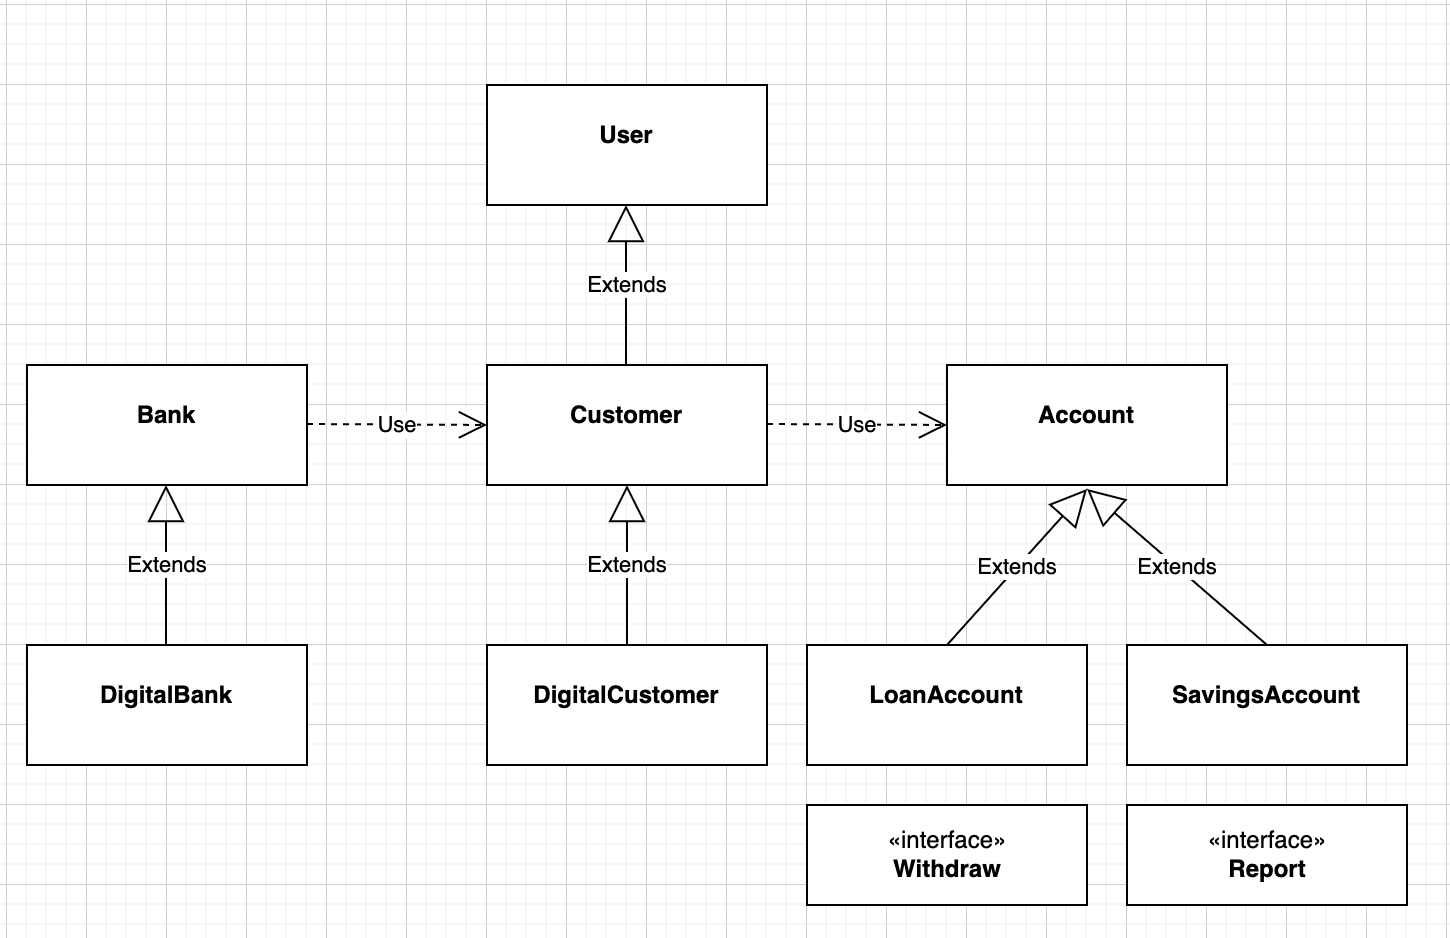 User
Extends
Bank
Use
Customer
Use
Account
Extends
Extends
Extends
Extends
DigitalBank
DigitalCustomer
LoanAccount
SavingsAccount
«interface»
Withdraw
«interface»
Report